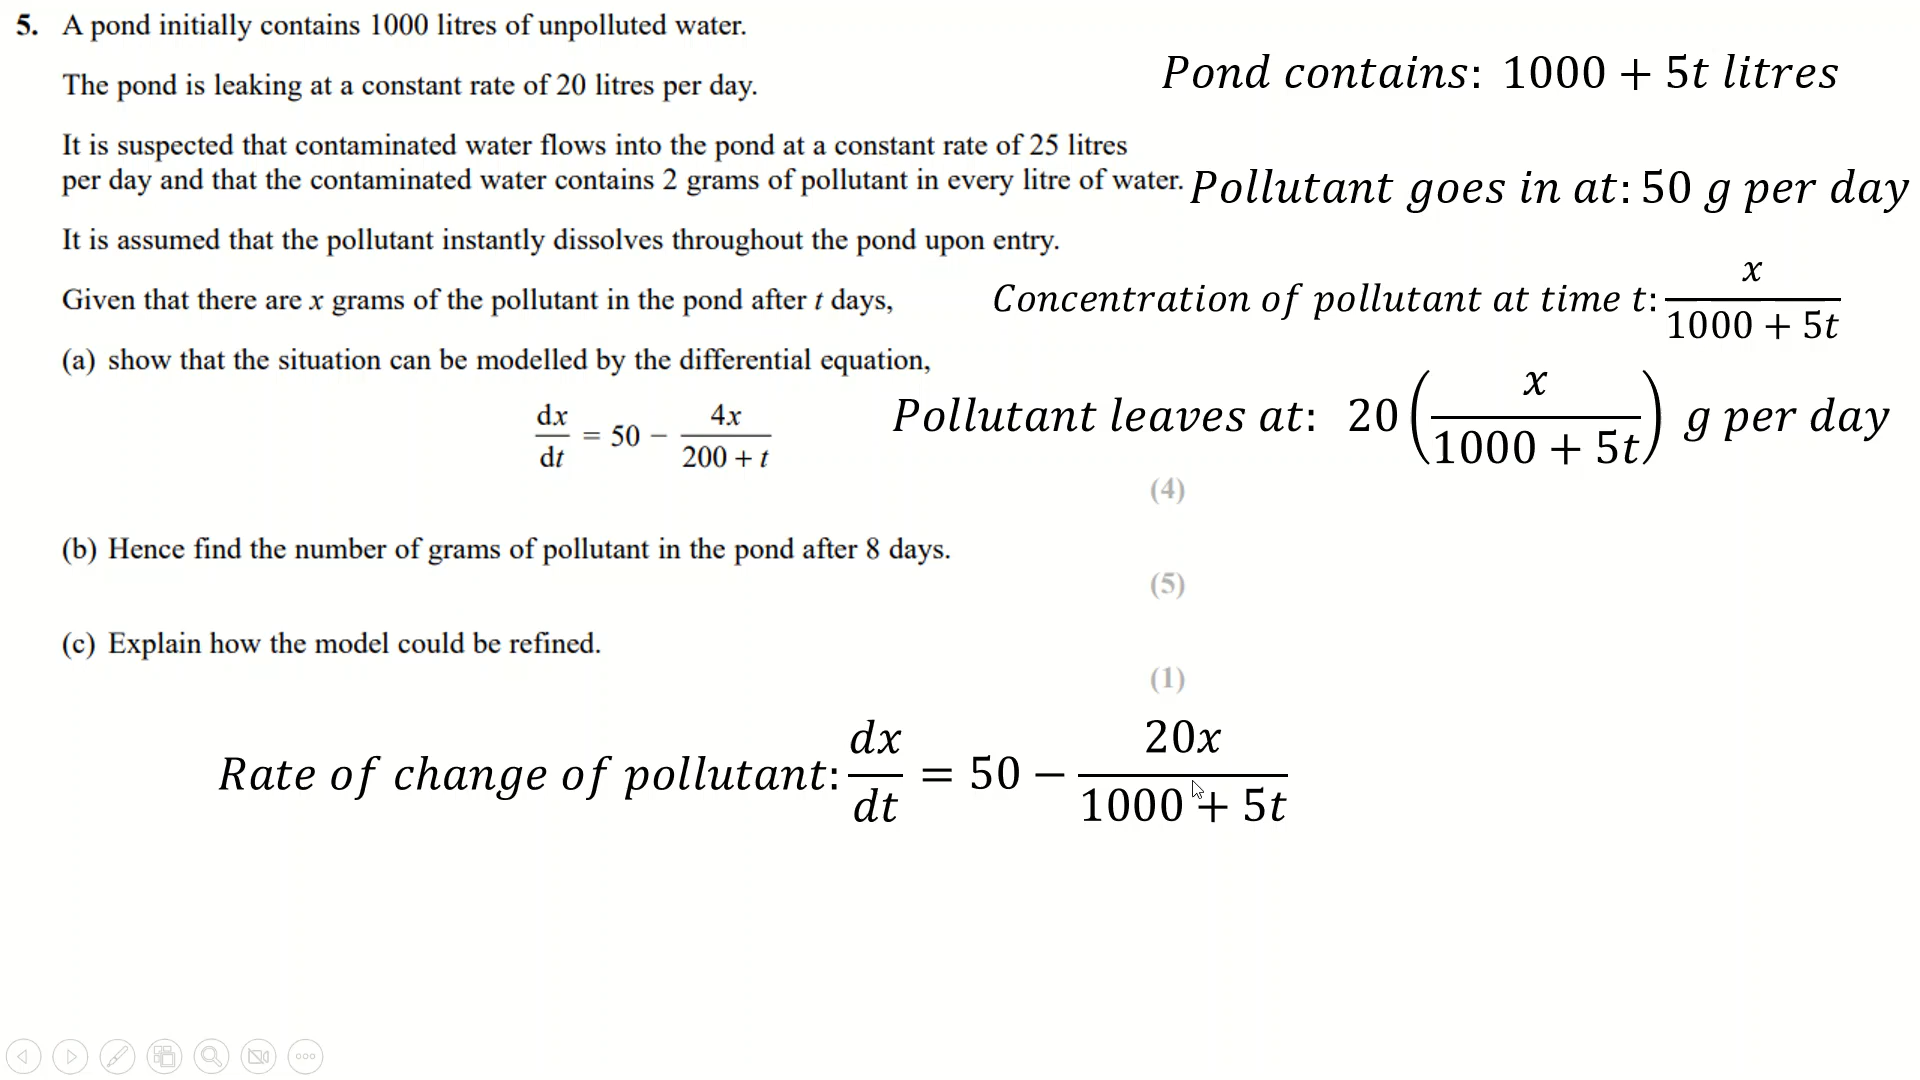 5. A pond initially contains 1000 litres of unpolluted water.
Pond contains: 1000 + 5t litres
The pond is leaking at a constant rate of 20 litres per day.
It is suspected that contaminated water flows into the pond at a constant rate of 25 litres
per day and that the contaminated water contains 2 grams of pollutant in every litre of water.
Pollutant goes in at: 50 g per day
It is assumed that the pollutant instantly dissolves throughout the pond upon entry.
Given that there are x grams of the pollutant in the pond after t days,
Concentration of pollutant at time t: x/(1000 + 5t)
(a) show that the situation can be modelled by the differential equation,
dx/dt = 50 − 4x/(200 + t)
Pollutant leaves at: 20 (x/(1000 + 5t)) g per day
(4)
(b) Hence find the number of grams of pollutant in the pond after 8 days.
(5)
(c) Explain how the model could be refined.
(1)
Rate of change of pollutant: dx/dt = 50 − 20x/(1000 + 5t)